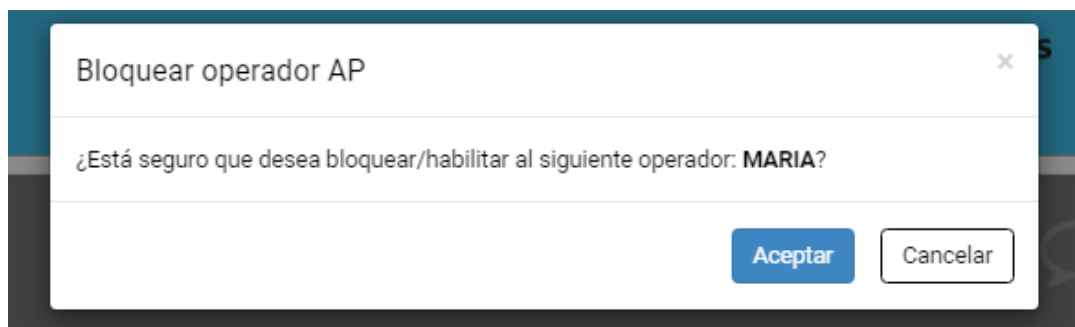 Bloquear operador AP
×
s
¿Está seguro que desea bloquear/habilitar al siguiente operador: MARIA?
Aceptar
Cancelar